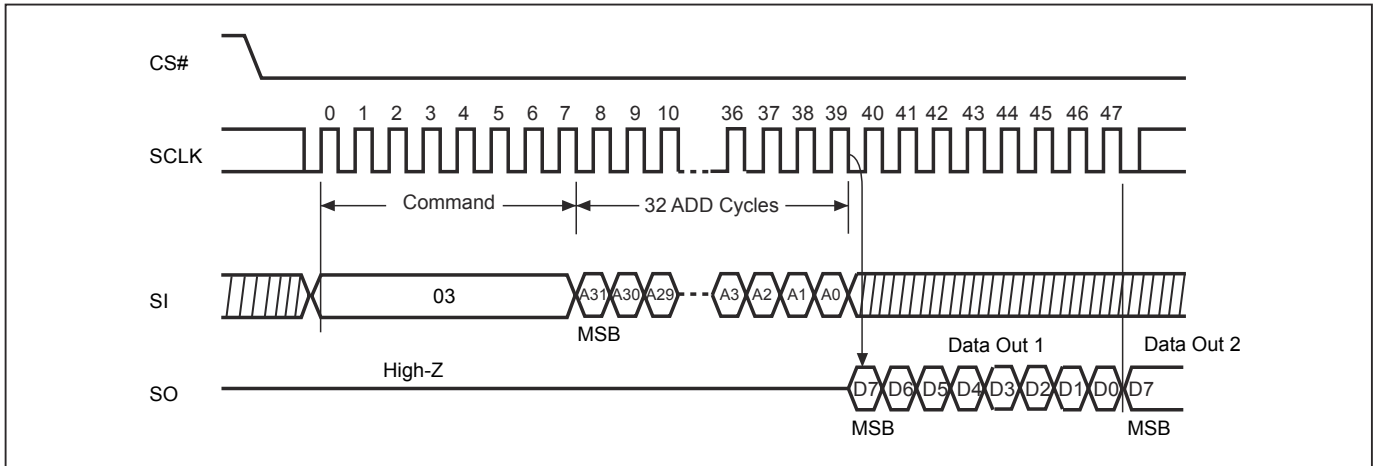 CS#
0 1 2 3 4 5 6 7 8 9 10 36 37 38 39 40 41 42 43 44 45 46 47
SCLK
Command
32 ADD Cycles
SI
03
A31 A30 A29 A3 A2 A1 A0
MSB
Data Out 1
Data Out 2
High-Z
SO
D7 D6 D5 D4 D3 D2 D1 D0 D7
MSB
MSB